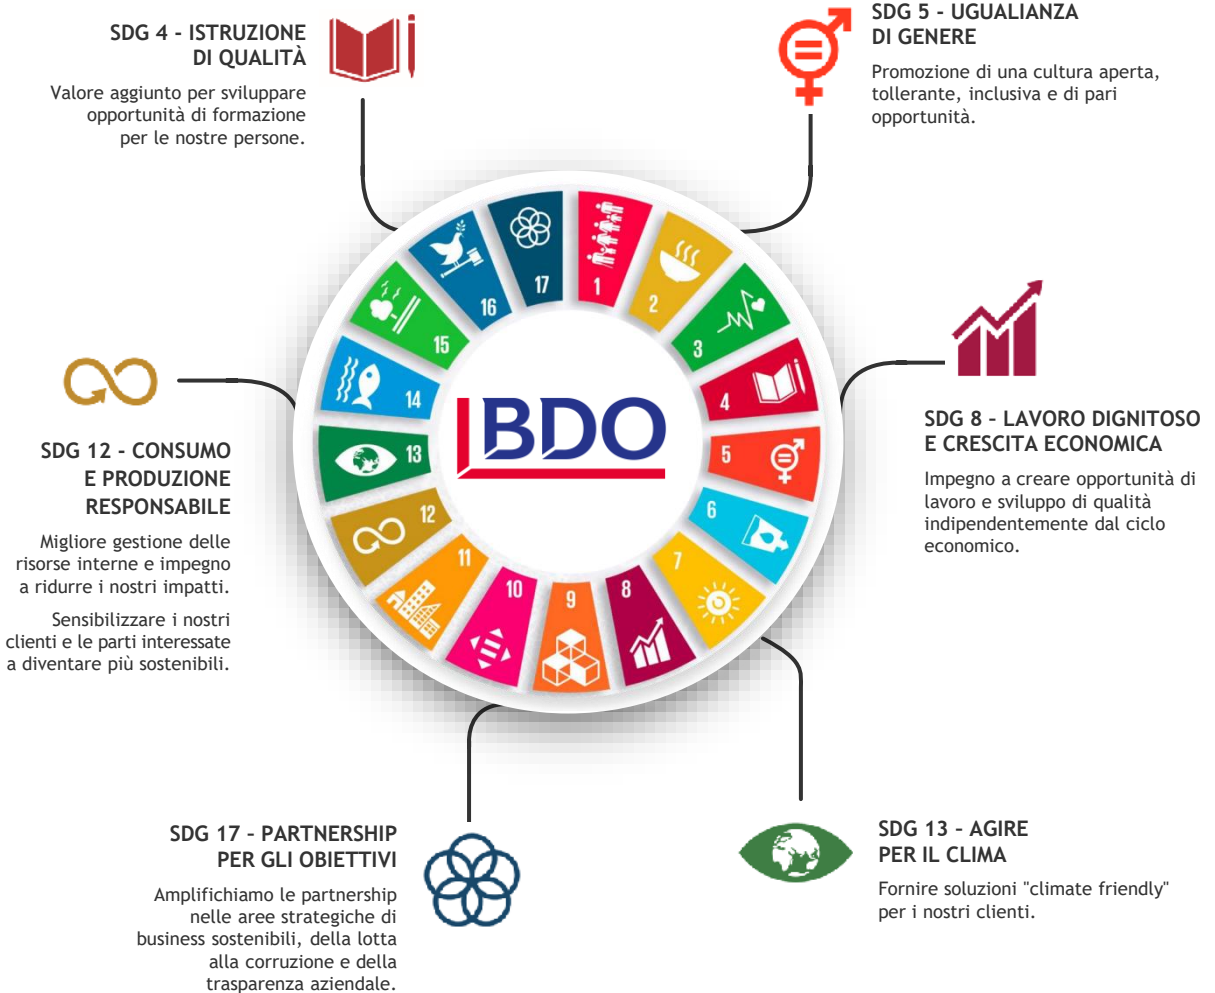 SDG 4 - ISTRUZIONE
DI QUALITÀ
Valore aggiunto per sviluppare
opportunità di formazione
per le nostre persone.
SDG 5 - UGUALIANZA
DI GENERE
Promozione di una cultura aperta,
tollerante, inclusiva e di pari
opportunità.
SDG 12 - CONSUMO
E PRODUZIONE
RESPONSABILE
Migliore gestione delle
risorse interne e impegno
a ridurre i nostri impatti.
Sensibilizzare i nostri
clienti e le parti interessate
a diventare più sostenibili.
1
2
3
4
5
6
7
8
9
10
11
12
13
14
15
16
17
BDO
SDG 8 - LAVORO DIGNITOSO
E CRESCITA ECONOMICA
Impegno a creare opportunità di
lavoro e sviluppo di qualità
indipendentemente dal ciclo
economico.
SDG 17 - PARTNERSHIP
PER GLI OBIETTIVI
Amplifichiamo le partnership
nelle aree strategiche di
business sostenibili, della lotta
alla corruzione e della
trasparenza aziendale.
SDG 13 - AGIRE
PER IL CLIMA
Fornire soluzioni "climate friendly"
per i nostri clienti.